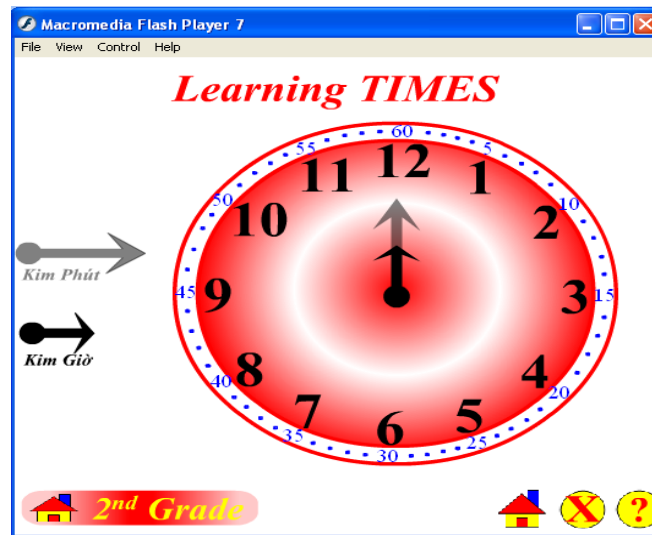 Macromedia Flash Player 7
File View Control Help
Learning TIMES
60
55 5
12
11 1
50 10
10 2
Kim Phút
45 9 3 15
Kim Giờ
8 4
40 20
7 5
6
35 25
30
2nd Grade
X ?